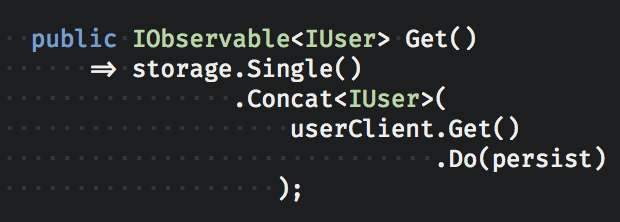 public IObservable<IUser> Get()
=> storage.Single()
.Concat<IUser>(
userClient.Get()
.Do(persist)
);